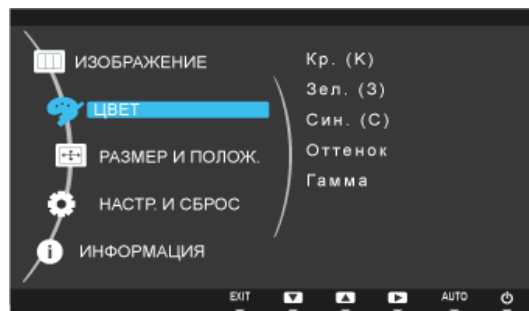 ИЗОБРАЖЕНИЕ
ЦВЕТ
РАЗМЕР И ПОЛОЖ.
НАСТР. И СБРОС
ИНФОРМАЦИЯ
Кр. (К)
Зел. (З)
Син. (С)
Оттенок
Гамма
EXIT
AUTO